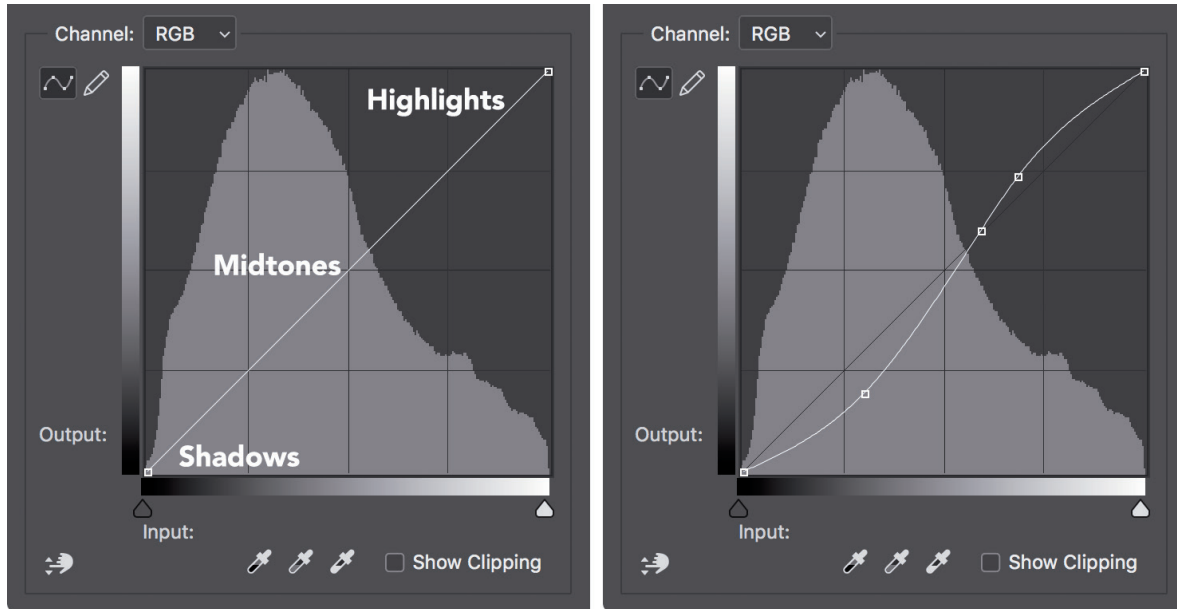 Channel: RGB
Highlights
Midtones
Shadows
Output:
Input:
Show Clipping
Channel: RGB
Output:
Input:
Show Clipping